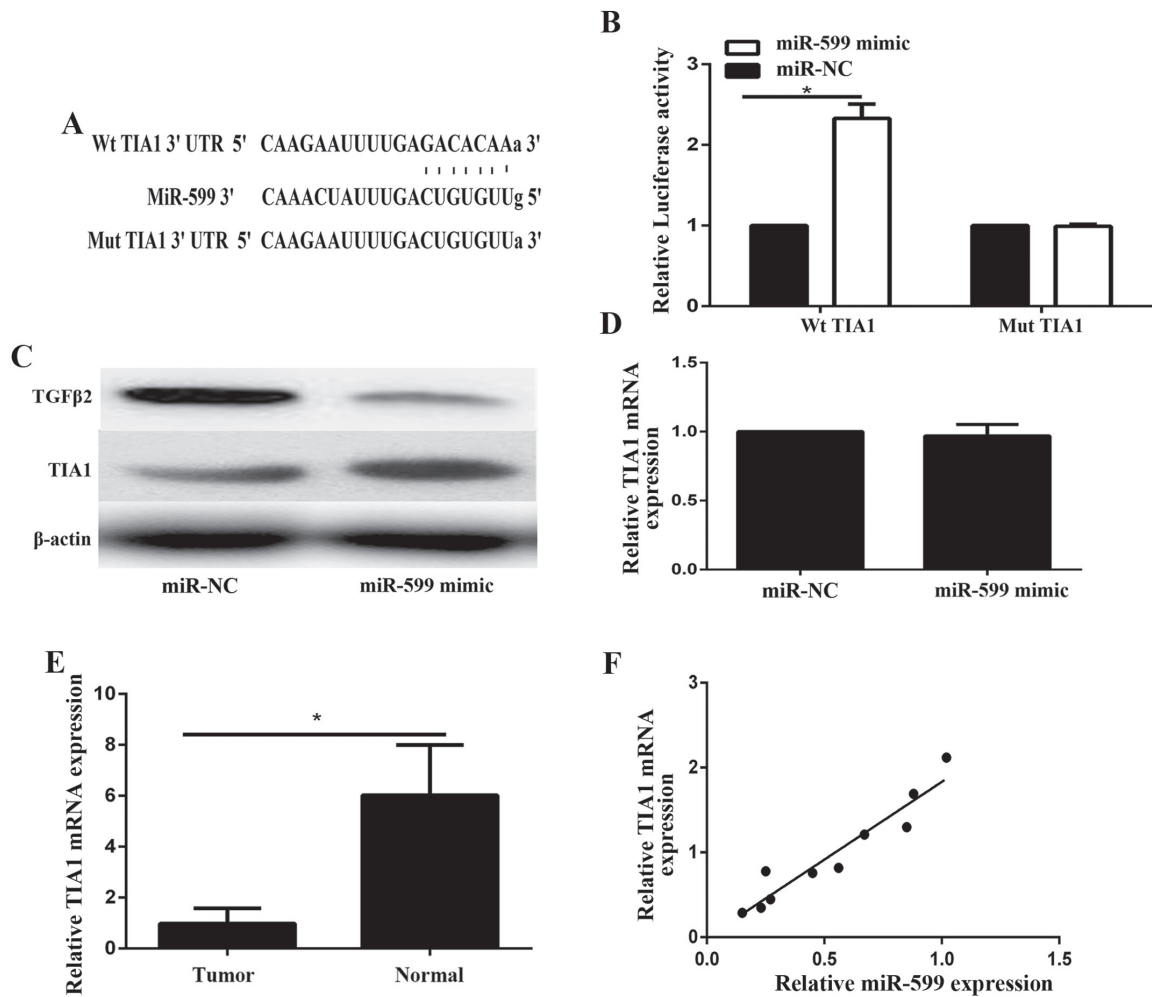 A
Wt TIA1 3' UTR 5' CAAGAAUUUUGAGACACAAa 3'
MiR-599 3' CAAACUAUUUGACUGUGUUg 5'
Mut TIA1 3' UTR 5' CAAGAAUUUUGACUGUGUUa 3'
B
miR-599 mimic
miR-NC
Relative Luciferase activity
3
2
1
0
*
Wt TIA1
Mut TIA1
C
TGFβ2
TIA1
β-actin
miR-NC
miR-599 mimic
D
Relative TIA1 mRNA
expression
1.5
1.0
0.5
0.0
miR-NC
miR-599 mimic
E
Relative TIA1 mRNA expression
10
8
6
4
2
0
*
Tumor
Normal
F
Relative TIA1 mRNA
expression
3
2
1
0
0.0
0.5
1.0
1.5
Relative miR-599 expression